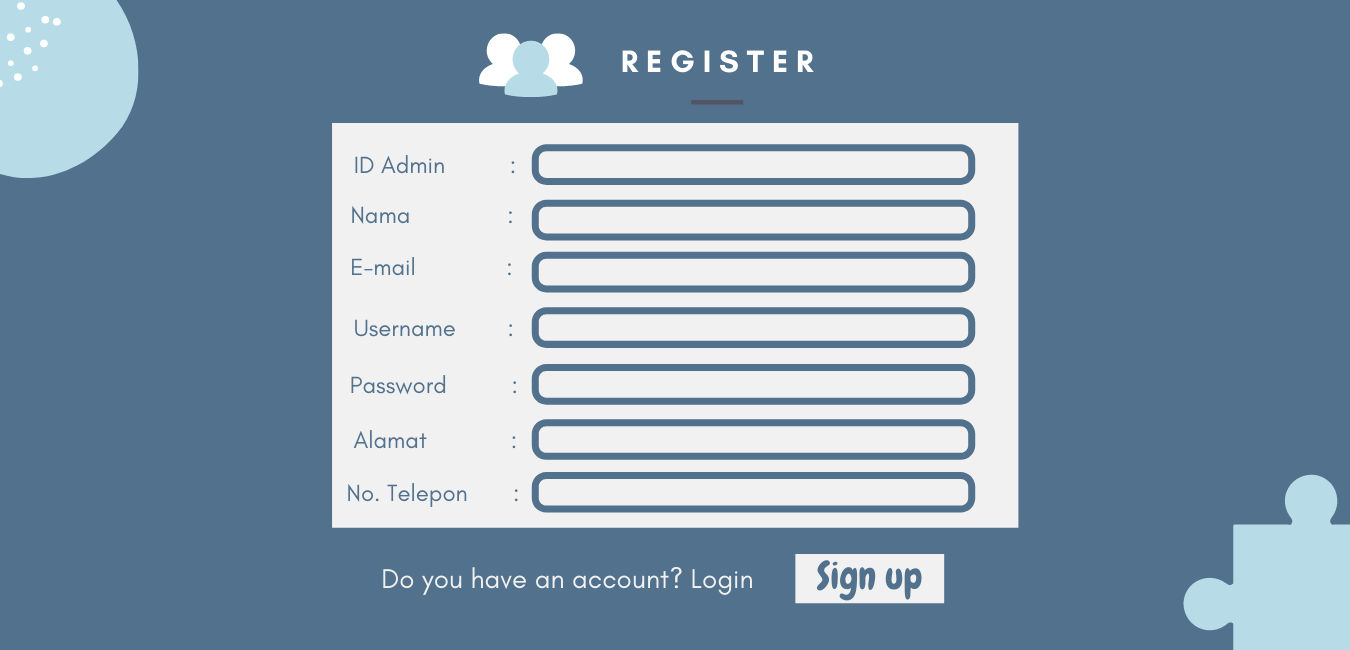 REGISTER
ID Admin :
Nama :
E-mail :
Username :
Password :
Alamat :
No. Telepon :
Do you have an account? Login
Sign up